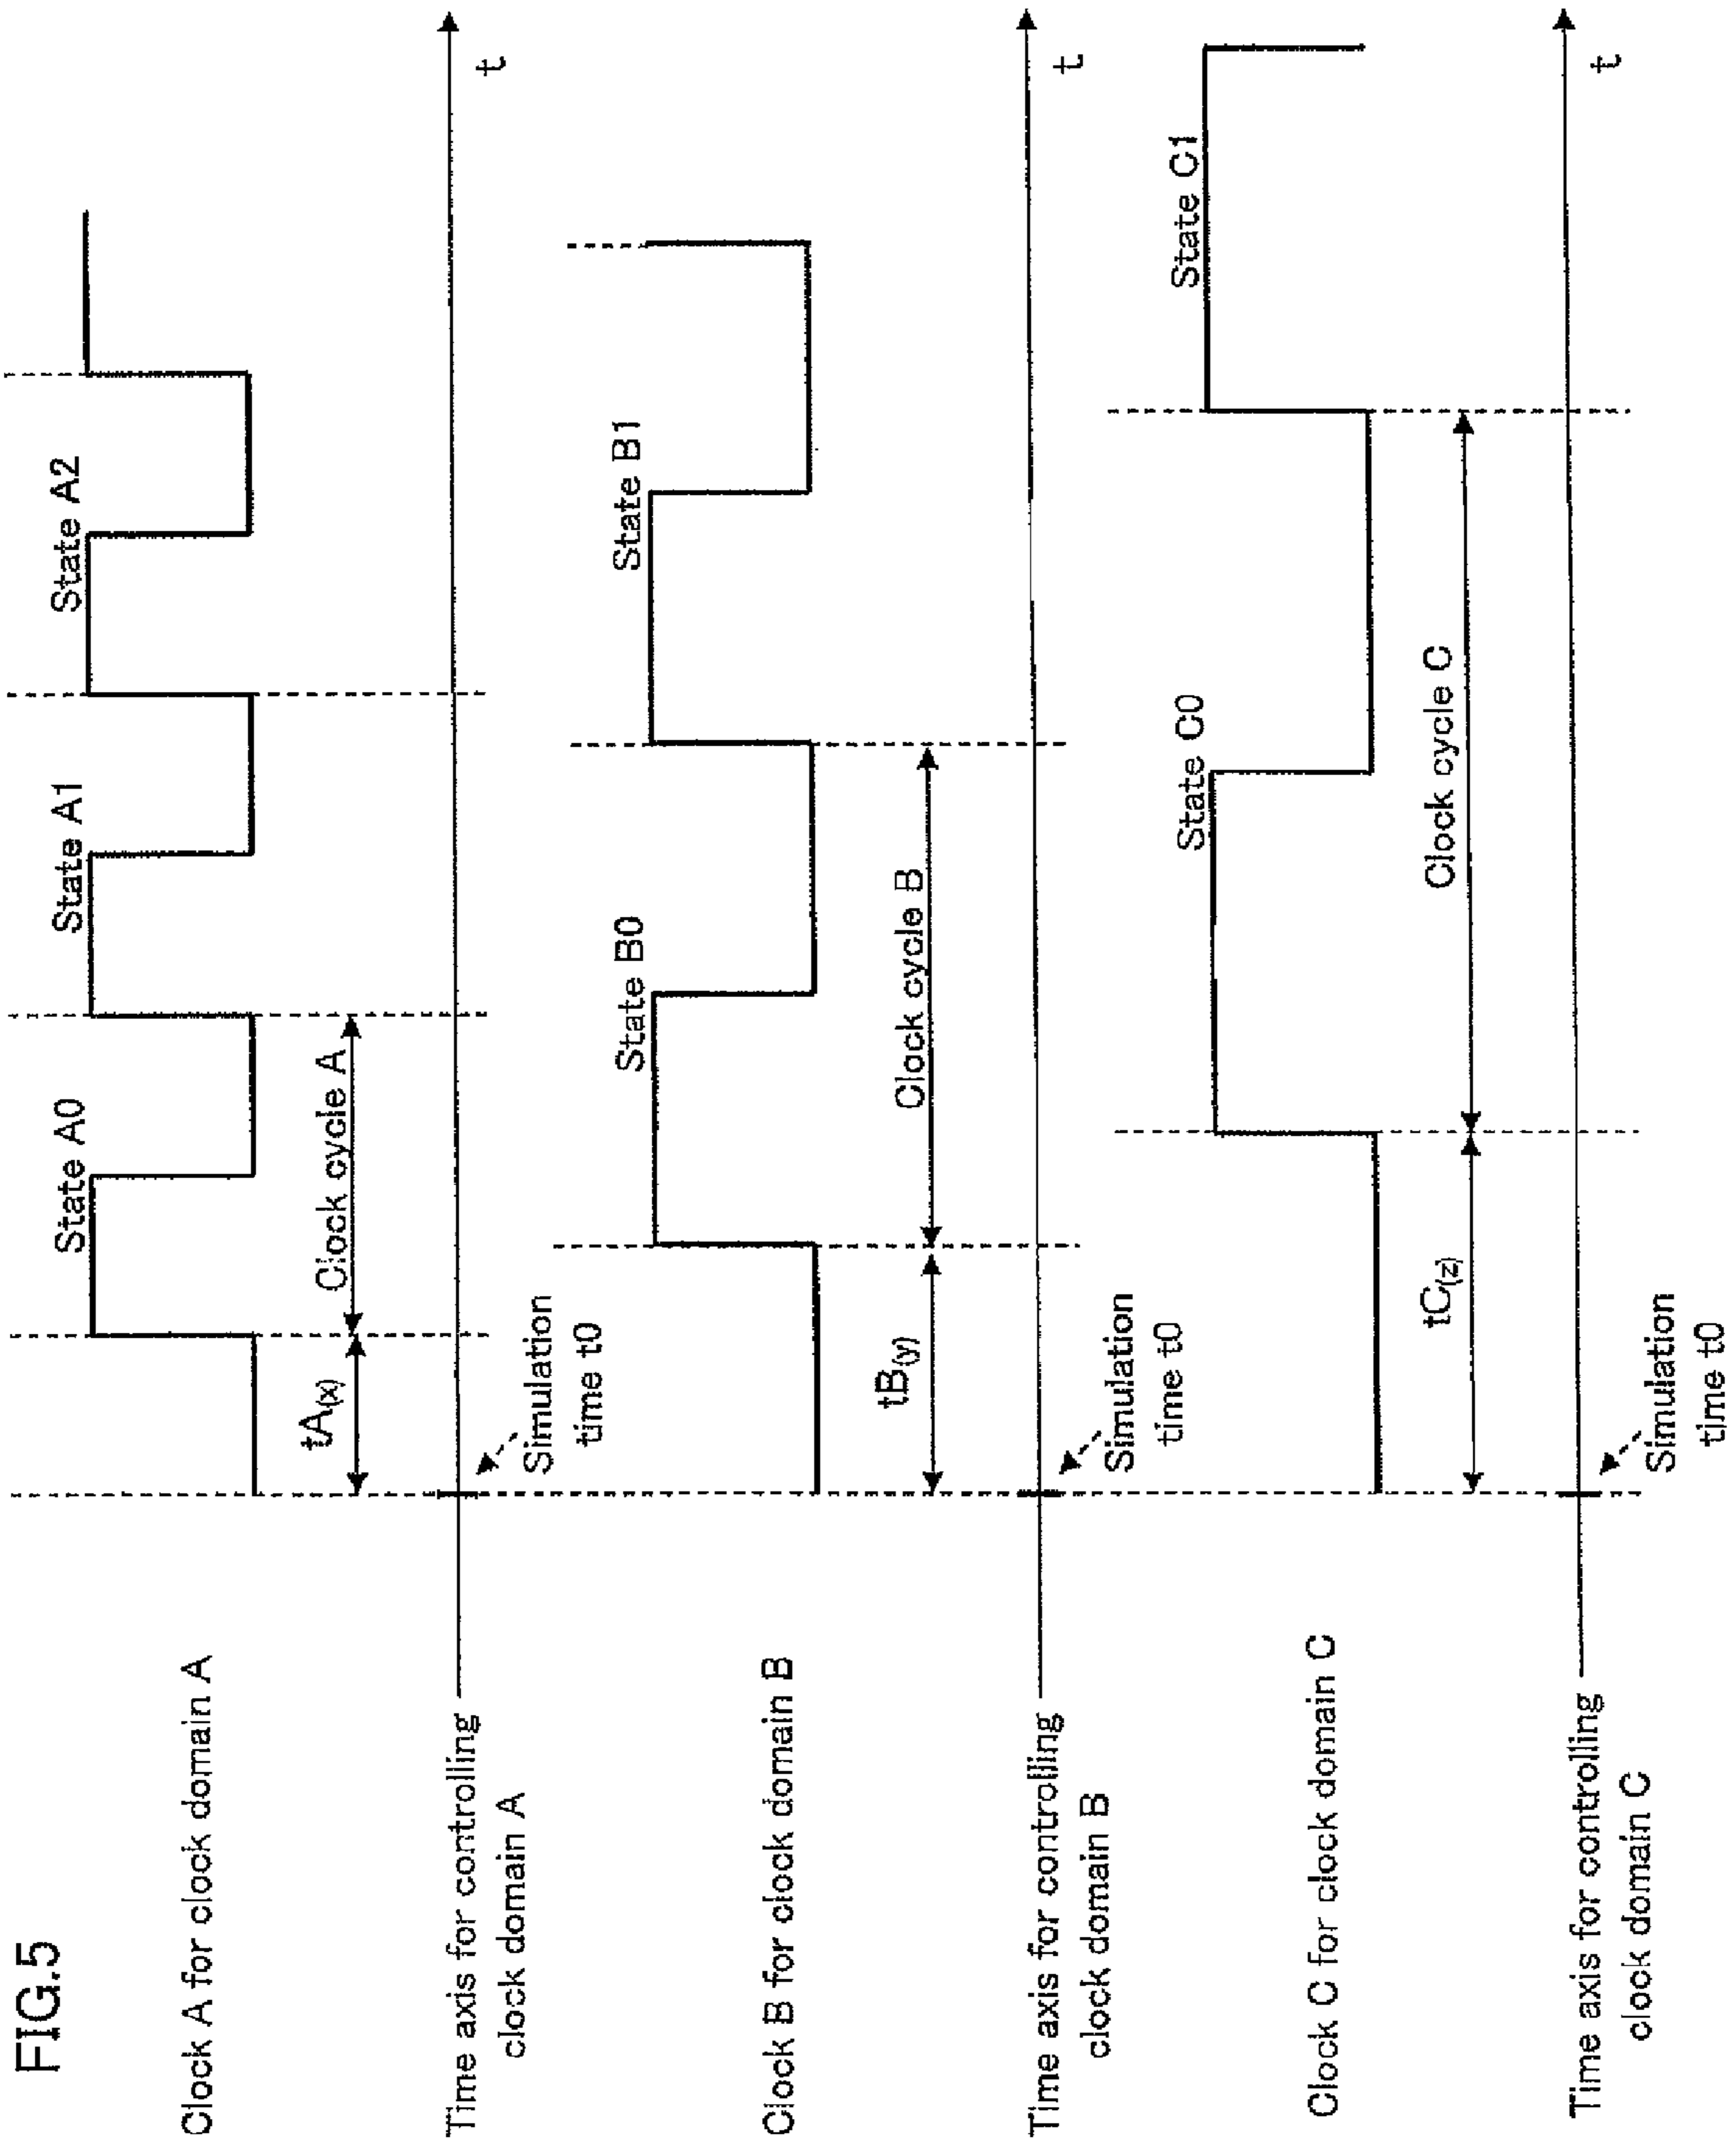 FIG.5
Clock A for clock domain A
State A0
State A1
State A2
tA(x)
Clock cycle A
Time axis for controlling
clock domain A
Simulation
time t0
t
Clock B for clock domain B
State B0
State B1
tB(y)
Clock cycle B
Time axis for controlling
clock domain B
Simulation
time t0
t
Clock C for clock domain C
State C0
State C1
tC(z)
Clock cycle C
Time axis for controlling
clock domain C
Simulation
time t0
t